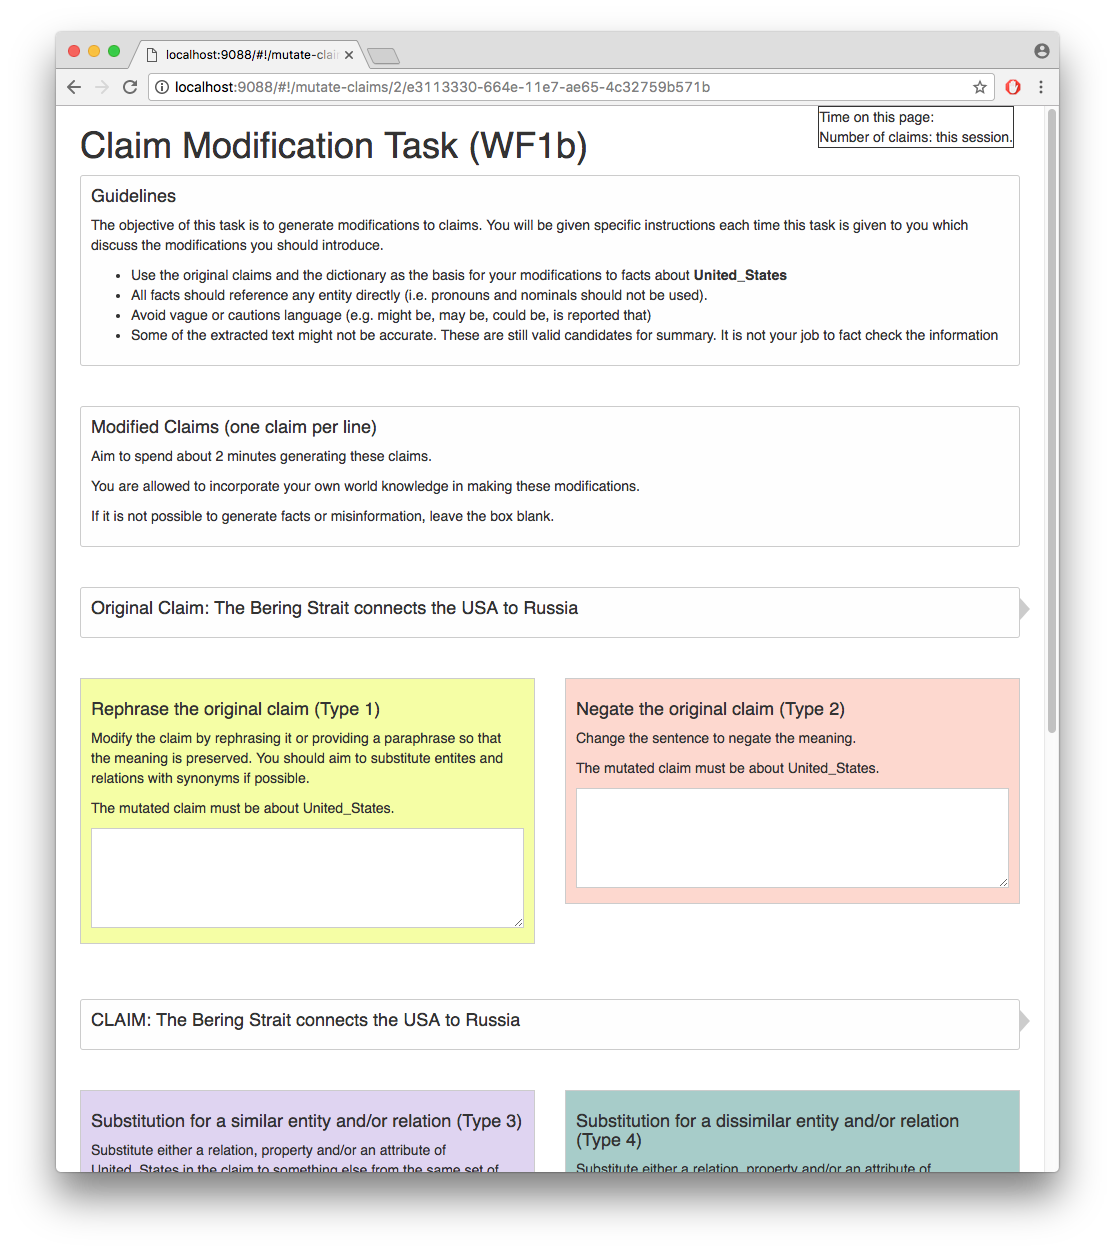 localhost:9088/#!/mutate-clai
localhost:9088/#!/mutate-claims/2/e3113330-664e-11e7-ae65-4c32759b571b
Time on this page:
Number of claims: this session.
Claim Modification Task (WF1b)
Guidelines
The objective of this task is to generate modifications to claims. You will be given specific instructions each time this task is given to you which
discuss the modifications you should introduce.
• Use the original claims and the dictionary as the basis for your modifications to facts about United_States
• All facts should reference any entity directly (i.e. pronouns and nominals should not be used).
• Avoid vague or cautions language (e.g. might be, may be, could be, is reported that)
• Some of the extracted text might not be accurate. These are still valid candidates for summary. It is not your job to fact check the information
Modified Claims (one claim per line)
Aim to spend about 2 minutes generating these claims.
You are allowed to incorporate your own world knowledge in making these modifications.
If it is not possible to generate facts or misinformation, leave the box blank.
Original Claim: The Bering Strait connects the USA to Russia
Rephrase the original claim (Type 1)
Modify the claim by rephrasing it or providing a paraphrase so that
the meaning is preserved. You should aim to substitute entites and
relations with synonyms if possible.
The mutated claim must be about United_States.
Negate the original claim (Type 2)
Change the sentence to negate the meaning.
The mutated claim must be about United_States.
CLAIM: The Bering Strait connects the USA to Russia
Substitution for a similar entity and/or relation (Type 3)
Substitute either a relation, property and/or an attribute of
United_States in the claim to something else from the same set of
Substitution for a dissimilar entity and/or relation
(Type 4)
Substitute either a relation, property and/or an attribute of